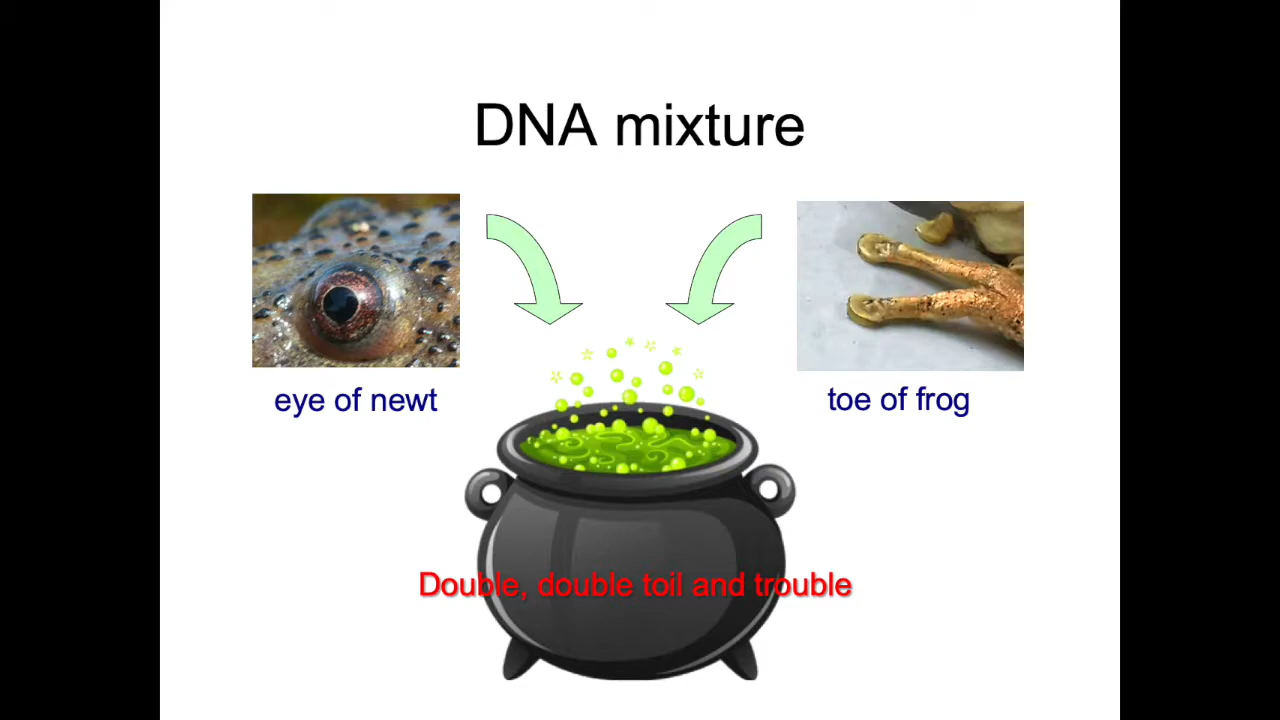 DNA mixture
eye of newt
toe of frog
Double, double toil and trouble